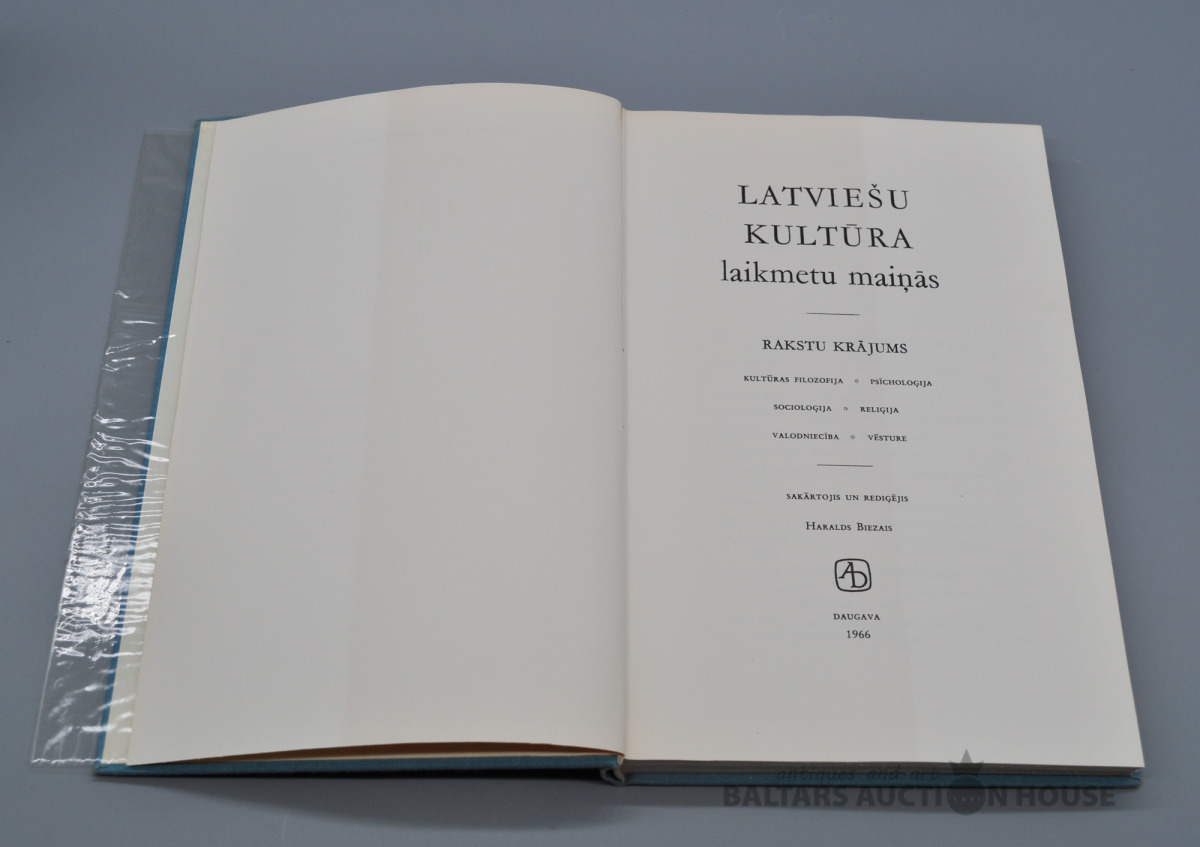 LATVIEŠU
KULTŪRA
laikmetu maiņās
RAKSTU KRĀJUMS
KULTŪRAS FILOZOFIJA ∘ PSĪCHOLOĢIJA
SOCIOLOĢIJA ∘ RELIĢIJA
VALODNIECĪBA ∘ VĒSTURE
SAKĀRTOJIS UN REDIĢĒJIS
HARALDS BIEZAIS
AD
DAUGAVA
1966
antiques and art
BALTARS AUCTION HOUSE